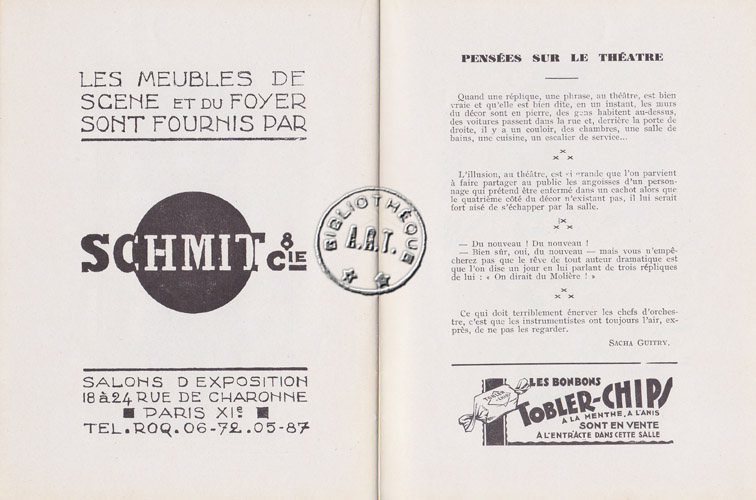 LES MEUBLES DE
SCENE ET DU FOYER
SONT FOURNIS PAR
SCHMIT & CIE
SALONS D EXPOSITION
18 à 24 RUE DE CHARONNE
PARIS XIe
TEL. ROQ. 06-72. 05-87
BIBLIOTHÈQUE
A.R.T.
PENSÉES SUR LE THÉATRE
Quand une réplique, une phrase, au théâtre, est bien
vraie et qu'elle est bien dite, en un instant, les murs
du décor sont en pierre, des gens habitent au-dessus,
des voitures passent dans la rue et, derrière la porte de
droite, il y a un couloir, des chambres, une salle de
bains, une cuisine, un escalier de service...
L'illusion, au théâtre, est si grande que l'on parvient
à faire partager au public les angoisses d'un person-
nage qui prétend être enfermé dans un cachot alors que
le quatrième côté du décor n'existant pas, il lui serait
fort aisé de s'échapper par la salle.
— Du nouveau ! Du nouveau !
— Bien sûr, oui, du nouveau — mais vous n'empê-
cherez pas que le rêve de tout auteur dramatique est
que l'on dise un jour en lui parlant de trois répliques
de lui : « On dirait du Molière ! »
Ce qui doit terriblement énerver les chefs d'orches-
tre, c'est que les instrumentistes ont toujours l'air, ex-
près, de ne pas les regarder.
SACHA GUITRY.
LES BONBONS
TOBLER-CHIPS
A LA MENTHE, A L'ANIS
SONT EN VENTE
A L'ENTR'ACTE DANS CETTE SALLE